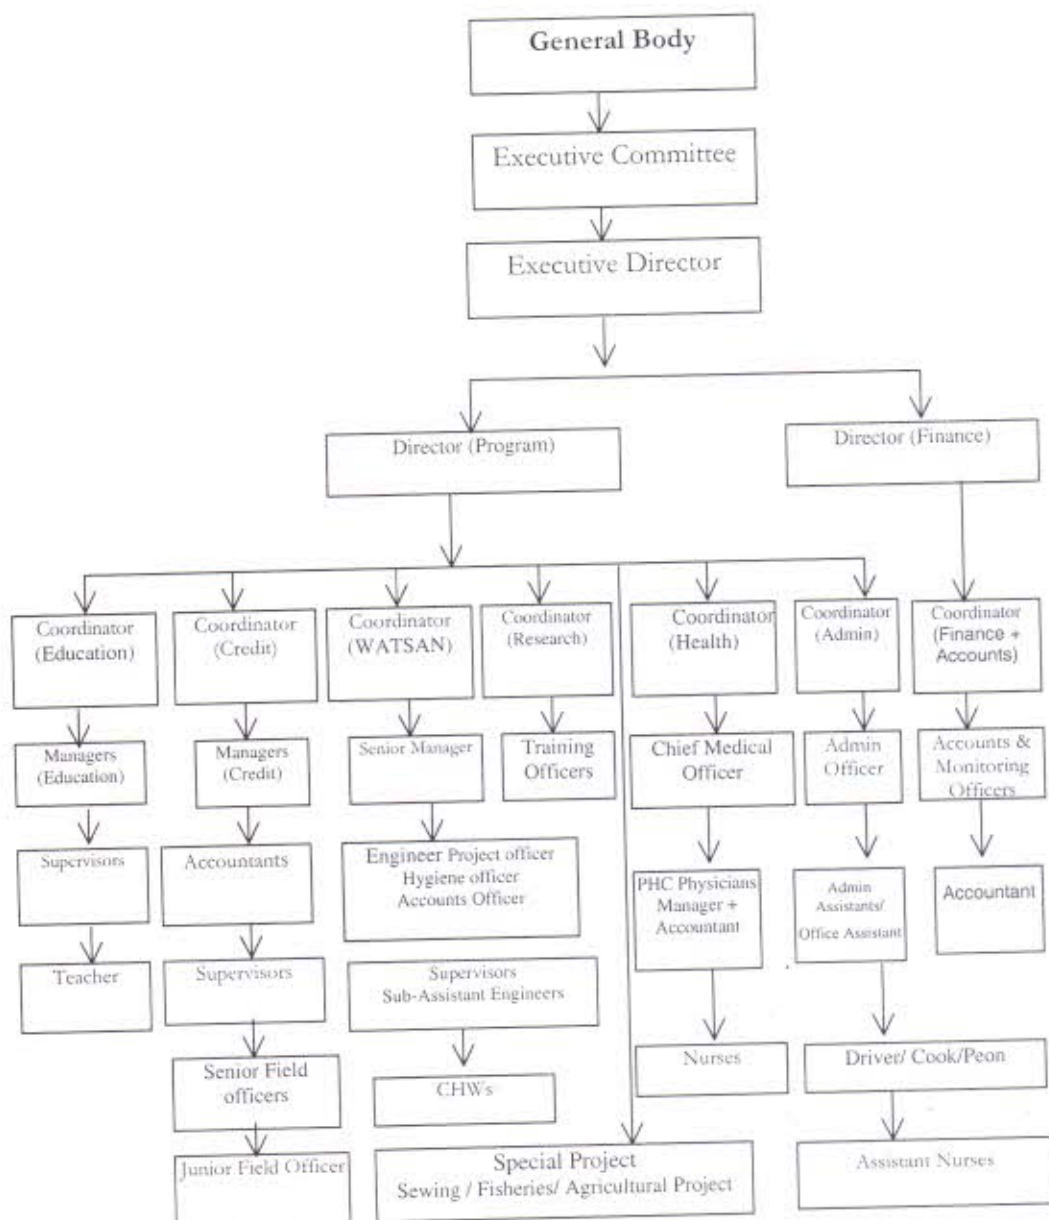 General Body
Executive Committee
Executive Director
Director (Program)
Director (Finance)
Coordinator
(Education)
Coordinator
(Credit)
Coordinator
(WATSAN)
Coordinator
(Research)
Coordinator
(Health)
Coordinator
(Admin)
Coordinator
(Finance +
Accounts)
Managers
(Education)
Managers
(Credit)
Senior Manager
Training
Officers
Chief Medical
Officer
Admin
Officer
Accounts &
Monitoring
Officers
Supervisors
Accountants
Engineer Project officer
Hygiene officer
Accounts Officer
PHC Physicians
Manager +
Accountant
Admin
Assistants/
Office Assistant
Accountant
Teacher
Supervisors
Supervisors
Sub-Assistant Engineers
Nurses
Driver/ Cook/Peon
Senior Field
officers
CHWs
Junior Field Officer
Special Project
Sewing / Fisheries/ Agricultural Project
Assistant Nurses